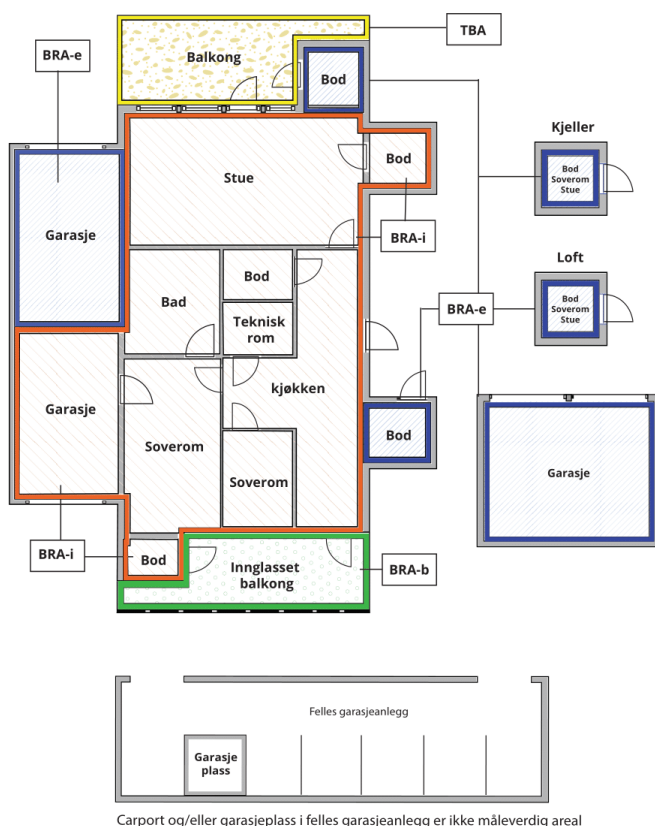 TBA
BRA-e
Balkong
Bod
Kjeller
Bod
Soverom
Stue
Bod
Stue
Garasje
BRA-i
Loft
Bod
Bad
Bod
Soverom
Stue
BRA-e
Teknisk
rom
kjøkken
Garasje
Bod
Soverom
Garasje
Soverom
BRA-i
Bod
Innglasset
balkong
BRA-b
Felles garasjeanlegg
Garasje
plass
Carport og/eller garasjeplass i felles garasjeanlegg er ikke måleverdig areal